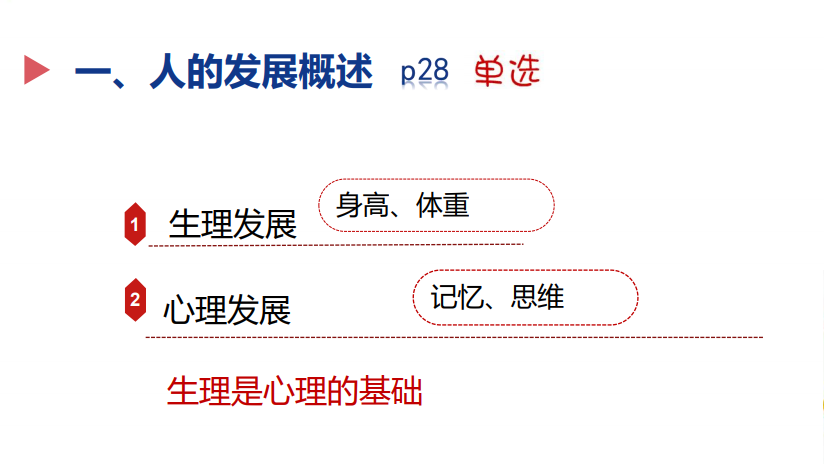 一、人的发展概述 p28 单选
1 生理发展 身高、体重
2 心理发展 记忆、思维
生理是心理的基础